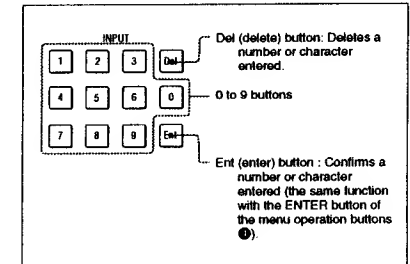 INPUT
1 2 3 Del
4 5 6 0
7 8 9 Ent
Del (delete) button: Deletes a
number or character
entered.
0 to 9 buttons
Ent (enter) button : Confirms a
number or character
entered (the same function
with the ENTER button of
the menu operation buttons
).